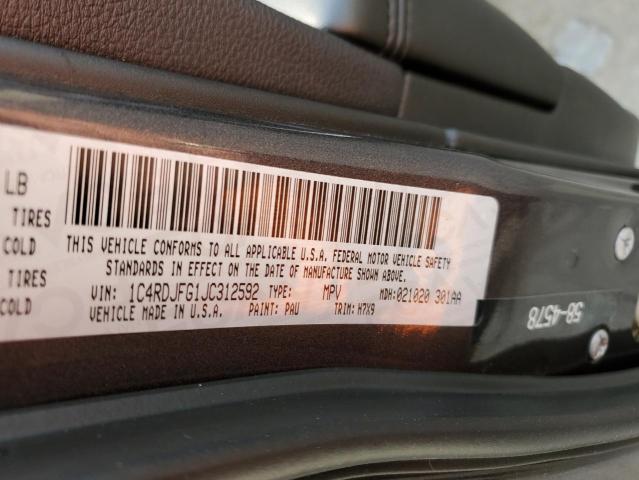 LB
TIRES
COLD
TIRES
COLD
THIS VEHICLE CONFORMS TO ALL APPLICABLE U.S.A. FEDERAL MOTOR VEHICLE SAFETY
STANDARDS IN EFFECT ON THE DATE OF MANUFACTURE SHOWN ABOVE.
VIN: 1C4RDJFG1JC312592 TYPE: MPV MDH:021020 301AA
VEHICLE MADE IN U.S.A. PAINT: PAU TRIM: H7X9
58-4578